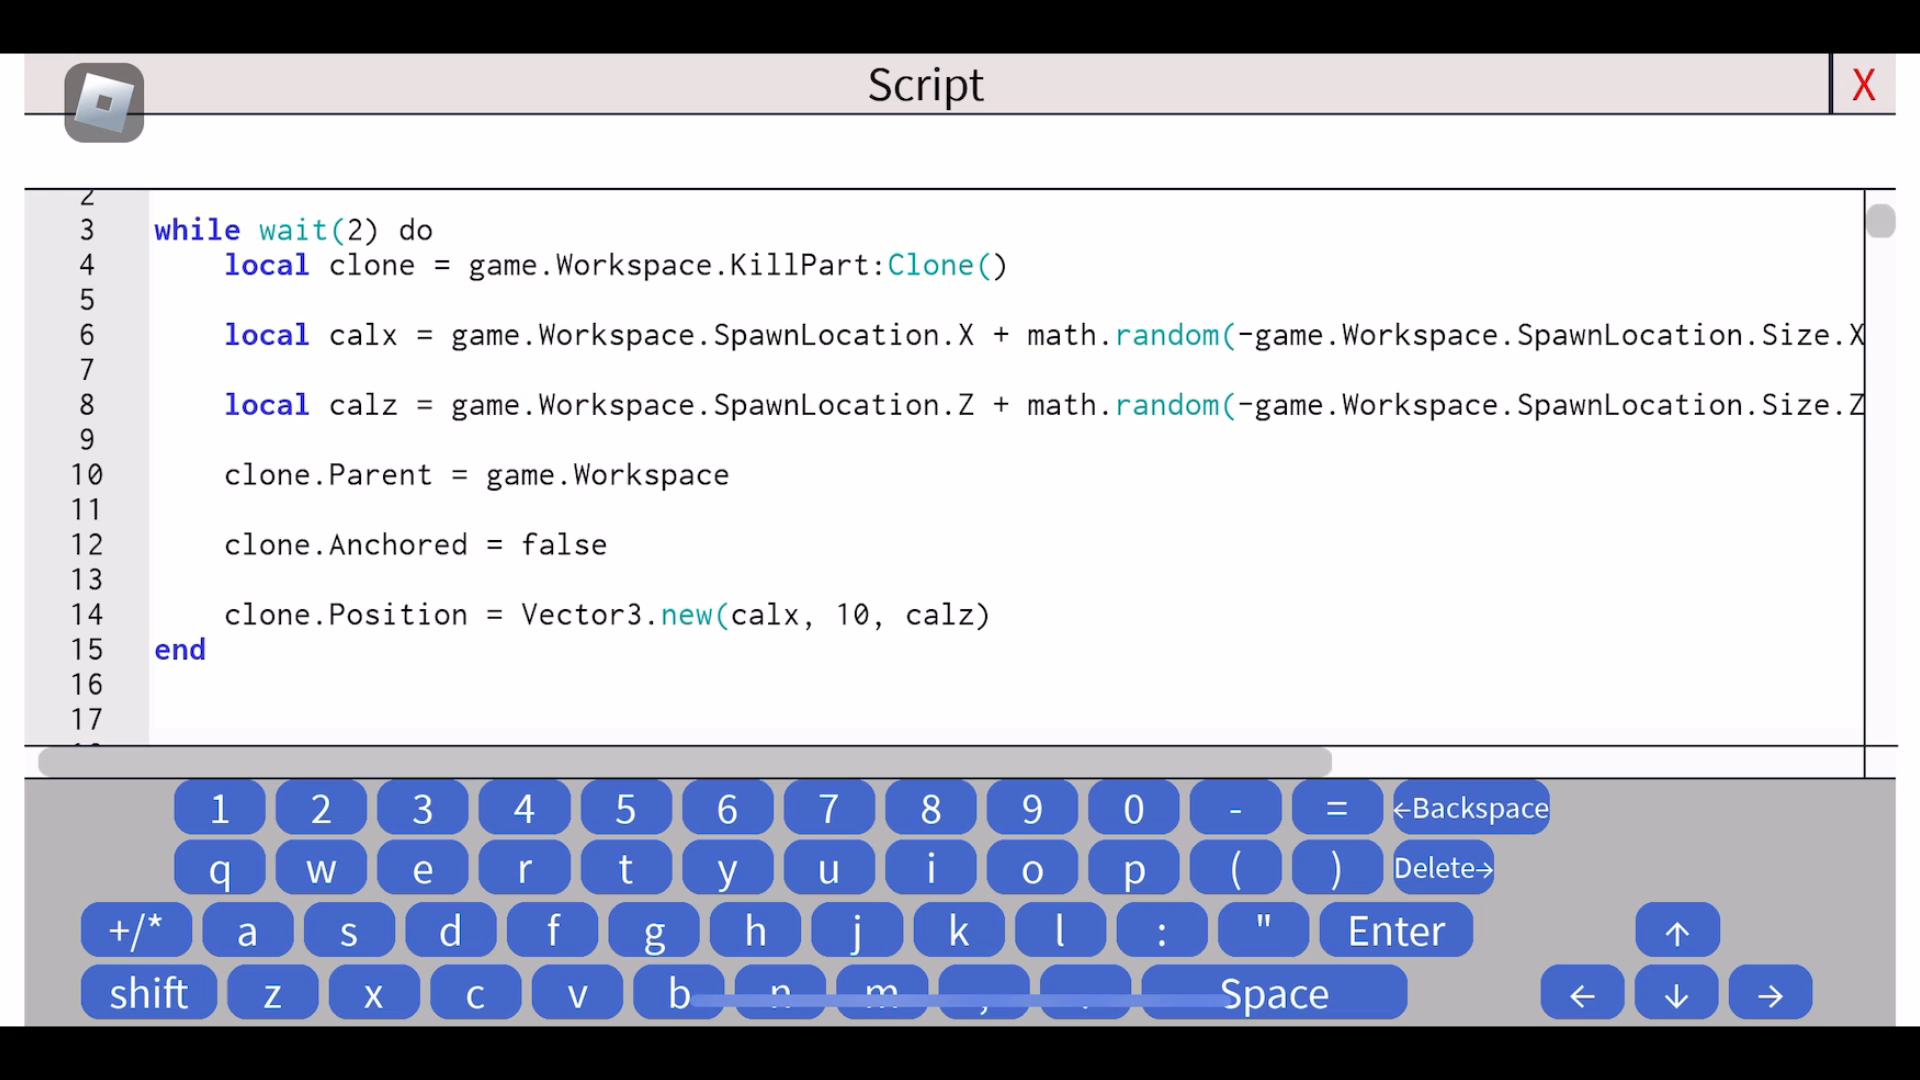 Script
X
2
3 while wait(2) do
4 local clone = game.Workspace.KillPart:Clone()
5
6 local calx = game.Workspace.SpawnLocation.X + math.random(-game.Workspace.SpawnLocation.Size.X
7
8 local calz = game.Workspace.SpawnLocation.Z + math.random(-game.Workspace.SpawnLocation.Size.Z
9
10 clone.Parent = game.Workspace
11
12 clone.Anchored = false
13
14 clone.Position = Vector3.new(calx, 10, calz)
15 end
16
17
1 2 3 4 5 6 7 8 9 0 - = ←Backspace
q w e r t y u i o p ( ) Delete→
+/* a s d f g h j k l : " Enter ↑
shift z x c v b n m , . Space ← ↓ →